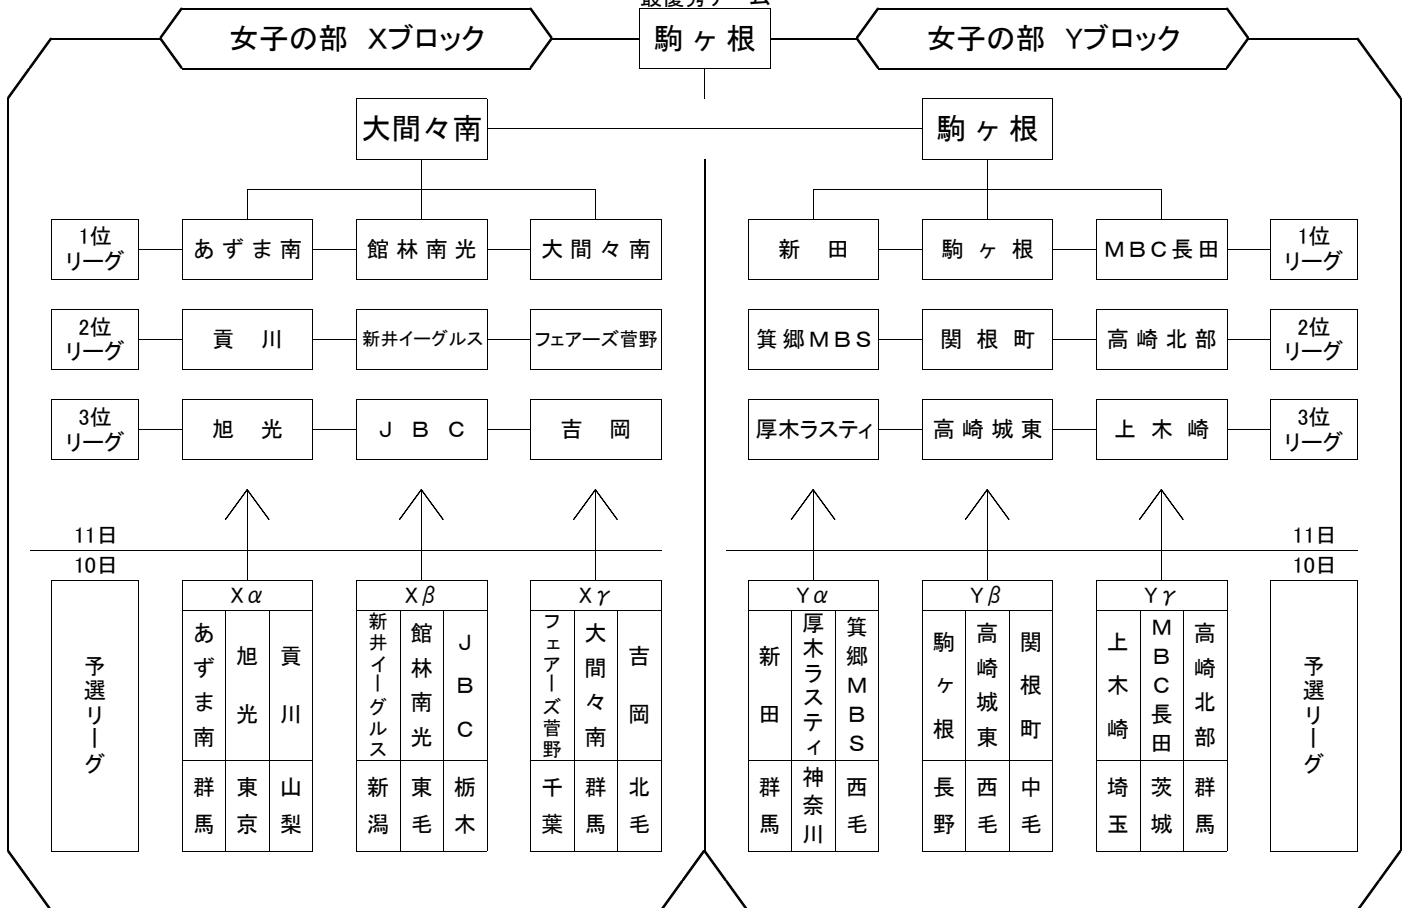 最優秀チーム
女子の部 Xブロック
駒ヶ根
女子の部 Yブロック
大間々南
駒ヶ根
1位
リーグ
あずま南
館林南光
大間々南
新田
駒ヶ根
MBC長田
1位
リーグ
2位
リーグ
貢川
新井イーグルス
フェアーズ菅野
箕郷MBS
関根町
高崎北部
2位
リーグ
3位
リーグ
旭光
JBC
吉岡
厚木ラスティ
高崎城東
上木崎
3位
リーグ
11日
11日
10日
10日
予選リーグ
Xα
あずま南
旭光
貢川
群馬
東京
山梨
Xβ
新井イーグルス
館林南光
JBC
新潟
東毛
栃木
Xγ
フェアーズ菅野
大間々南
吉岡
千葉
群馬
北毛
Yα
新田
厚木ラスティ
箕郷MBS
群馬
神奈川
西毛
Yβ
駒ヶ根
高崎城東
関根町
長野
西毛
中毛
Yγ
上木崎
MBC長田
高崎北部
埼玉
茨城
群馬
予選リーグ